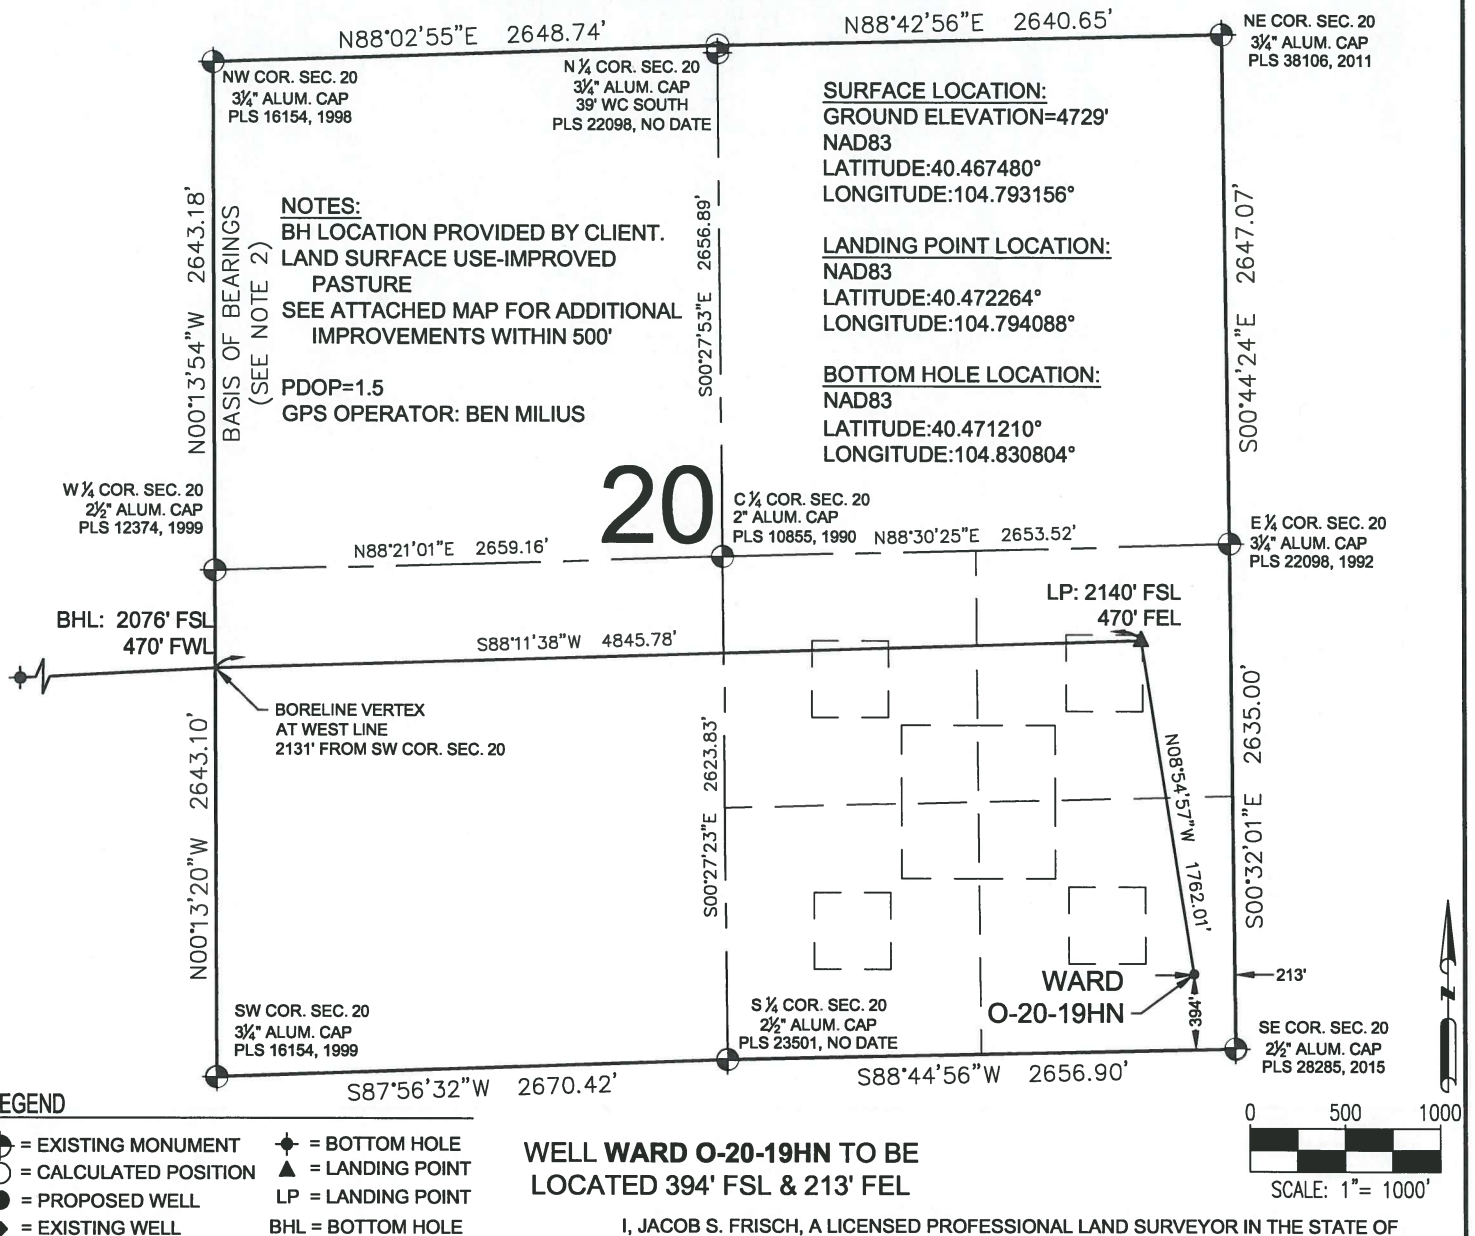 N88°02'55"E 2648.74'
N88°42'56"E 2640.65'
NE COR. SEC. 20
3¼" ALUM. CAP
PLS 38106, 2011
NW COR. SEC. 20
3¼" ALUM. CAP
PLS 16154, 1998
N ¼ COR. SEC. 20
3¼" ALUM. CAP
39' WC SOUTH
PLS 22098, NO DATE
SURFACE LOCATION:
GROUND ELEVATION=4729'
NAD83
LATITUDE:40.467480°
LONGITUDE:104.793156°
LANDING POINT LOCATION:
NAD83
LATITUDE:40.472264°
LONGITUDE:104.794088°
BOTTOM HOLE LOCATION:
NAD83
LATITUDE:40.471210°
LONGITUDE:104.830804°
NOTES:
BH LOCATION PROVIDED BY CLIENT.
LAND SURFACE USE-IMPROVED
PASTURE
SEE ATTACHED MAP FOR ADDITIONAL
IMPROVEMENTS WITHIN 500'
PDOP=1.5
GPS OPERATOR: BEN MILIUS
N00°13'54"W 2643.18'
BASIS OF BEARINGS
(SEE NOTE 2)
S00°27'53"E 2656.89'
S00°44'24"E 2647.07'
W ¼ COR. SEC. 20
2½" ALUM. CAP
PLS 12374, 1999
20
C ¼ COR. SEC. 20
2" ALUM. CAP
PLS 10855, 1990
E ¼ COR. SEC. 20
3¼" ALUM. CAP
PLS 22098, 1992
N88°21'01"E 2659.16'
N88°30'25"E 2653.52'
BHL: 2076' FSL
470' FWL
LP: 2140' FSL
470' FEL
S88°11'38"W 4845.78'
BORELINE VERTEX
AT WEST LINE
2131' FROM SW COR. SEC. 20
N00°13'20"W 2643.10'
S00°27'23"E 2623.83'
N08°54'57"W 1762.01'
S00°32'01"E 2635.00'
WARD
O-20-19HN
213'
394'
SW COR. SEC. 20
3¼" ALUM. CAP
PLS 16154, 1999
S ¼ COR. SEC. 20
2½" ALUM. CAP
PLS 23501, NO DATE
SE COR. SEC. 20
2½" ALUM. CAP
PLS 28285, 2015
S87°56'32"W 2670.42'
S88°44'56"W 2656.90'
N
EGEND
= EXISTING MONUMENT
= CALCULATED POSITION
= PROPOSED WELL
= EXISTING WELL
= BOTTOM HOLE
= LANDING POINT
LP = LANDING POINT
BHL = BOTTOM HOLE
WELL WARD O-20-19HN TO BE
LOCATED 394' FSL & 213' FEL
0 500 1000
SCALE: 1"= 1000'
I, JACOB S. FRISCH, A LICENSED PROFESSIONAL LAND SURVEYOR IN THE STATE OF